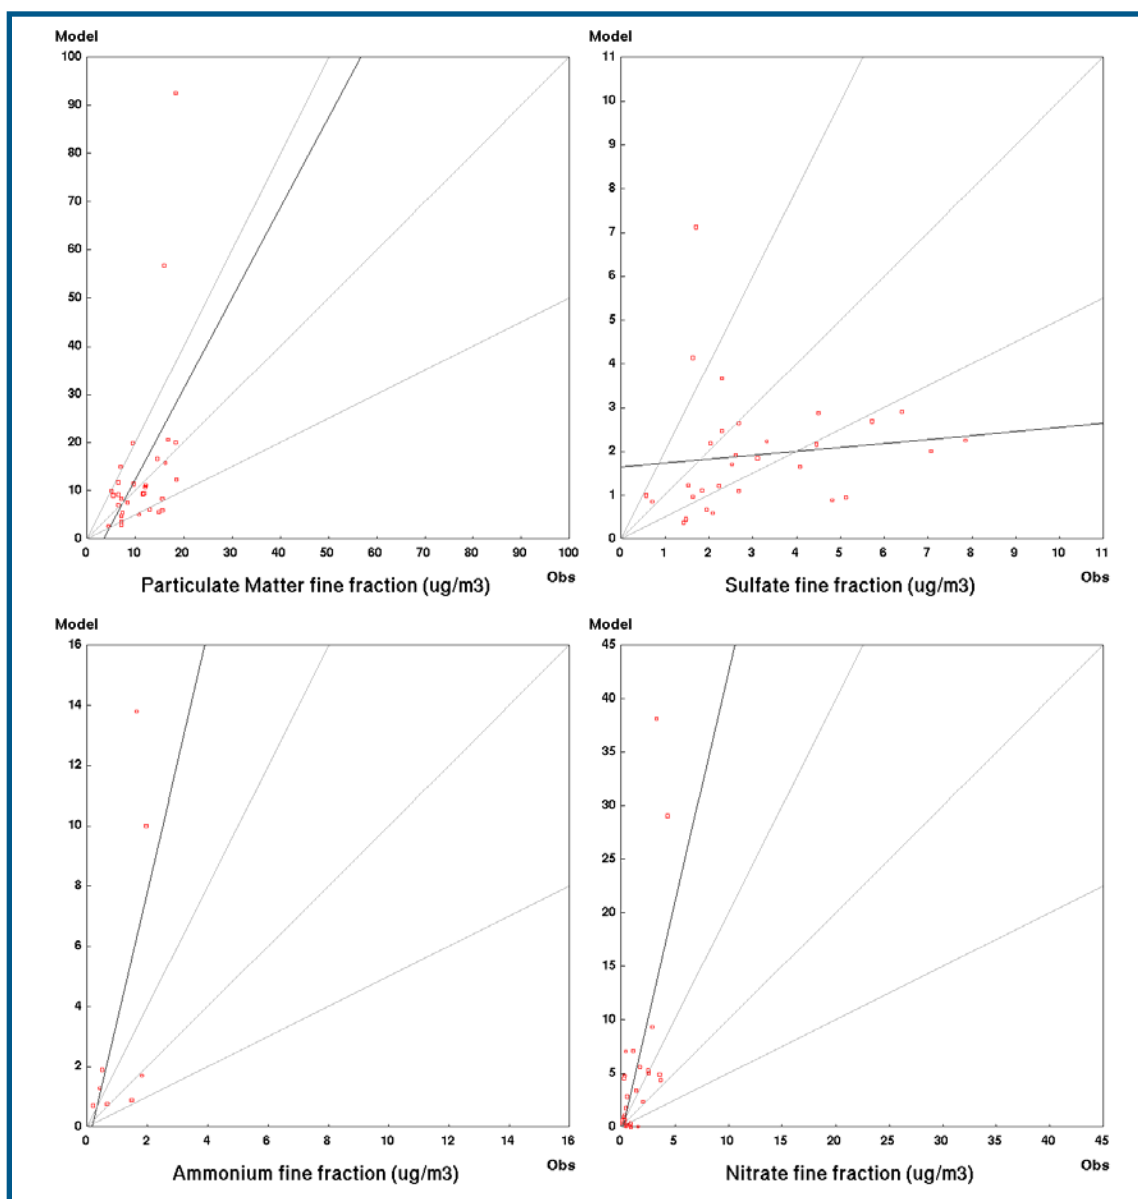 Model
100
90
80
70
60
50
40
30
20
10
0
0 10 20 30 40 50 60 70 80 90 100
Obs
Particulate Matter fine fraction (ug/m3)
Model
11
10
9
8
7
6
5
4
3
2
1
0
0 1 2 3 4 5 6 7 8 9 10 11
Obs
Sulfate fine fraction (ug/m3)
Model
16
14
12
10
8
6
4
2
0
0 2 4 6 8 10 12 14 16
Obs
Ammonium fine fraction (ug/m3)
Model
45
40
35
30
25
20
15
10
5
0
0 5 10 15 20 25 30 35 40 45
Obs
Nitrate fine fraction (ug/m3)